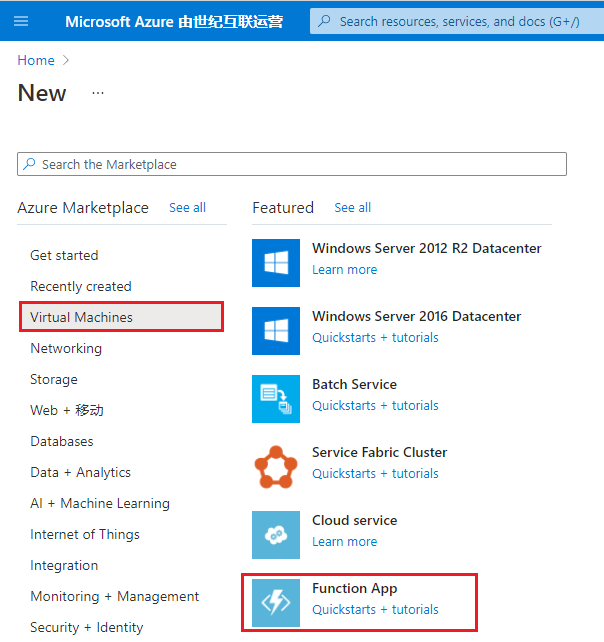 Microsoft Azure 由世纪互联运营
Search resources, services, and docs (G+/)
Home
New
...
Search the Marketplace
Azure Marketplace See all
Get started
Recently created
Virtual Machines
Networking
Storage
Web + 移动
Databases
Data + Analytics
AI + Machine Learning
Internet of Things
Integration
Monitoring + Management
Security + Identity
Featured See all
Windows Server 2012 R2 Datacenter
Learn more
Windows Server 2016 Datacenter
Quickstarts + tutorials
Batch Service
Quickstarts + tutorials
Service Fabric Cluster
Quickstarts + tutorials
Cloud service
Learn more
Function App
Quickstarts + tutorials